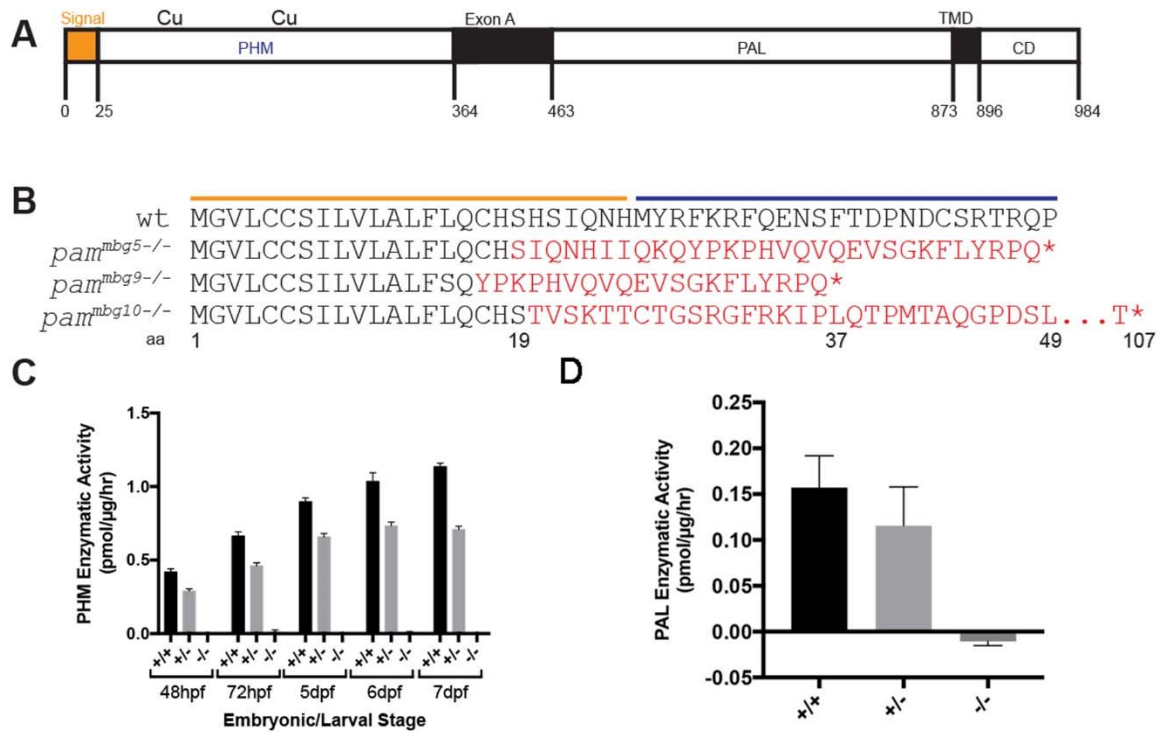 A
Signal Cu Cu Exon A TMD
PHM PAL CD
0 25 364 463 873 896 984
B
wt MGVLCCSILVLALFLQCHSHSIQNHMYRFKRFQENSFTDPNDCSRTRQP
pam^mbg5-/- MGVLCCSILVLALFLQCHSIQNHIIQKQYPKPHVQVQEVSGKFLYRPQ*
pam^mbg9-/- MGVLCCSILVLALFSQYPKPHVQVQEVSGKFLYRPQ*
pam^mbg10-/- MGVLCCSILVLALFLQCHSTVSKTTCTGSRGFRKIPLQTPMTAQGPDSL...T*
aa 1 19 37 49 107
C
PHM Enzymatic Activity
(pmol/µg/hr)
1.5
1.0
0.5
0.0
+/+ +/- -/- +/+ +/- -/- +/+ +/- -/- +/+ +/- -/- +/+ +/- -/-
48hpf 72hpf 5dpf 6dpf 7dpf
Embryonic/Larval Stage
D
PAL Enzymatic Activity
(pmol/µg/hr)
0.25
0.20
0.15
0.10
0.05
0.00
-0.05
+/+ +/- -/-